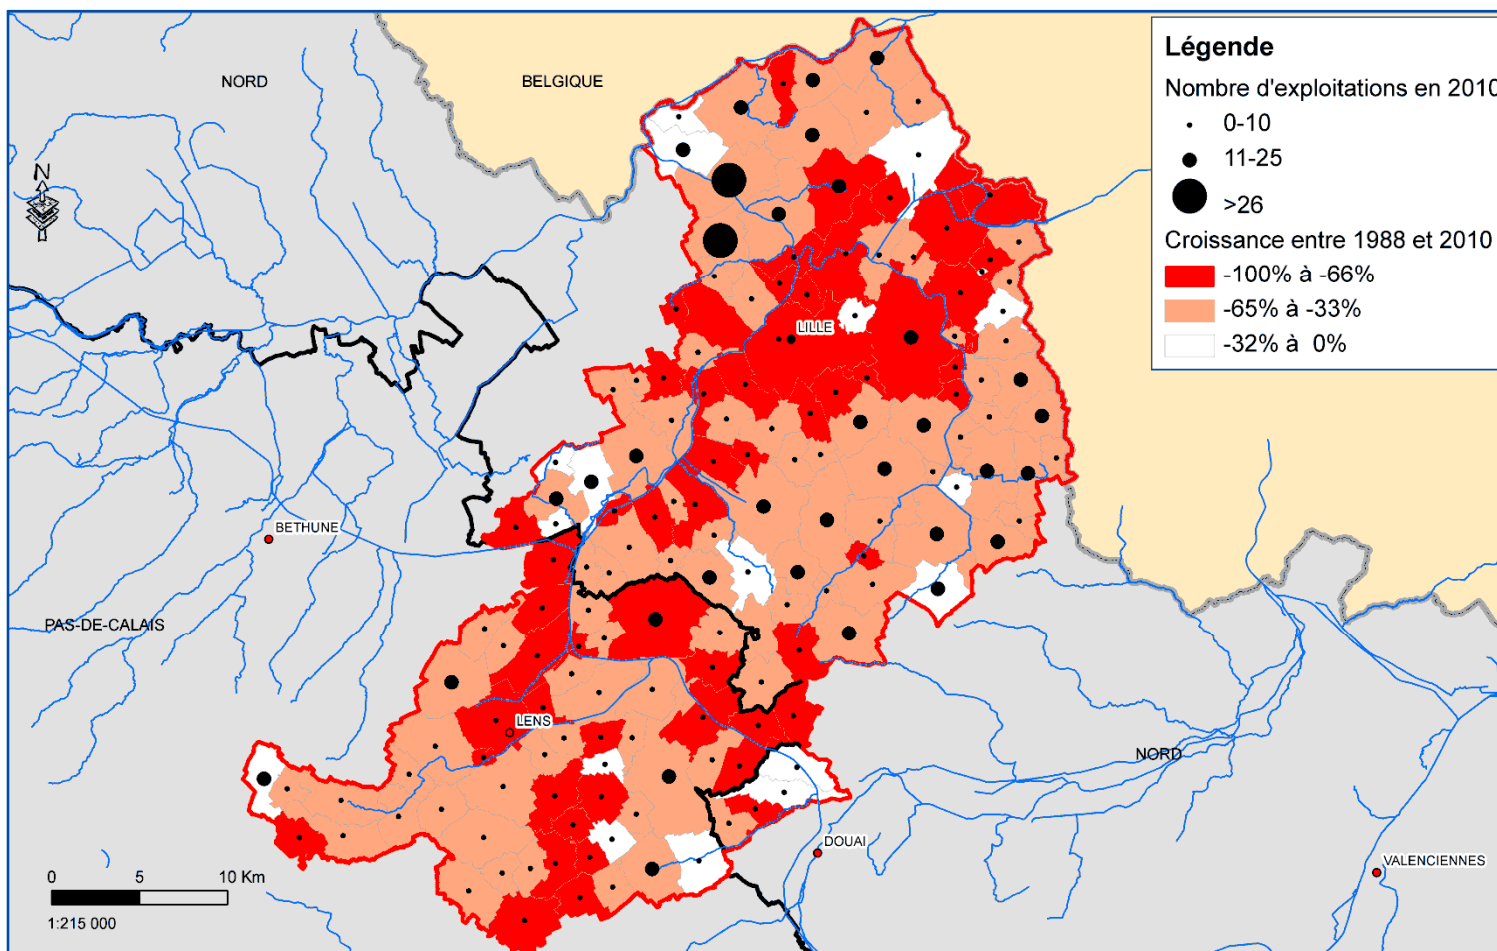 NORD
BELGIQUE
Légende
Nombre d'exploitations en 2010
0-10
11-25
>26
Croissance entre 1988 et 2010
-100% à -66%
-65% à -33%
-32% à 0%
N
LILLE
BETHUNE
PAS-DE-CALAIS
LENS
NORD
DOUAI
VALENCIENNES
0 5 10 Km
1:215 000